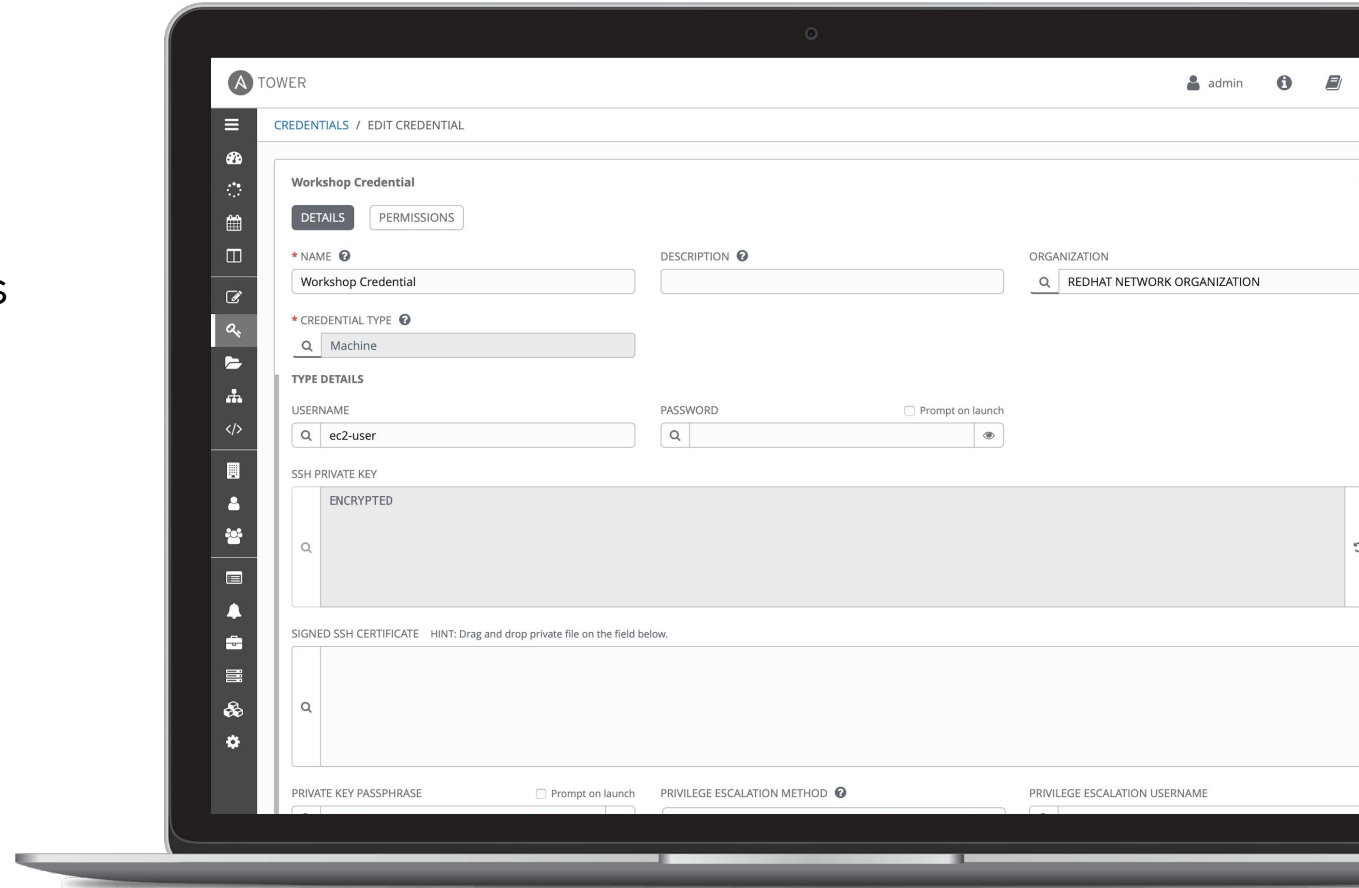 A TOWER
admin
CREDENTIALS / EDIT CREDENTIAL
Workshop Credential
DETAILS PERMISSIONS
* NAME DESCRIPTION ORGANIZATION
Workshop Credential REDHAT NETWORK ORGANIZATION
* CREDENTIAL TYPE
Machine
TYPE DETAILS
USERNAME PASSWORD Prompt on launch
ec2-user
SSH PRIVATE KEY
ENCRYPTED
SIGNED SSH CERTIFICATE HINT: Drag and drop private file on the field below.
PRIVATE KEY PASSPHRASE Prompt on launch PRIVILEGE ESCALATION METHOD PRIVILEGE ESCALATION USERNAME